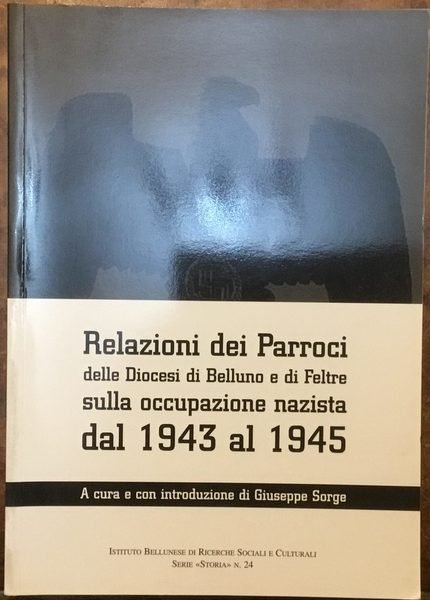 Relazioni dei Parroci
delle Diocesi di Belluno e di Feltre
sulla occupazione nazista
dal 1943 al 1945
A cura e con introduzione di Giuseppe Sorge
Istituto Bellunese di Ricerche Sociali e Culturali
Serie «Storia» n. 24